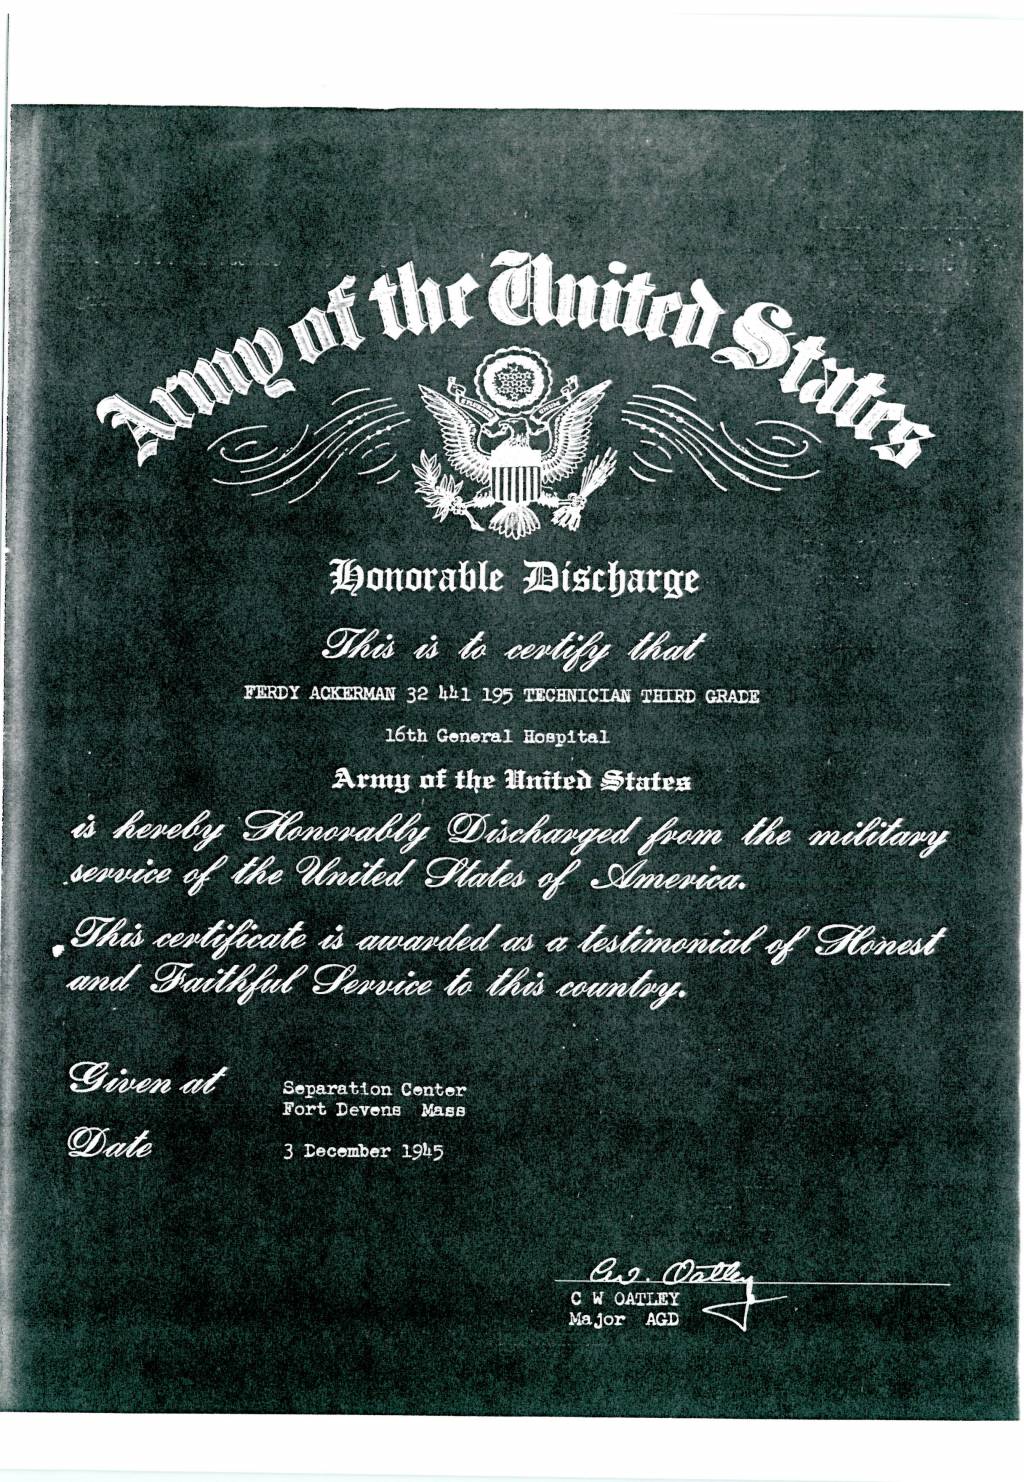 Army of the United States
E PLURIBUS UNUM
Honorable Discharge
This is to certify that
FERDY ACKERMAN 32 441 195 TECHNICIAN THIRD GRADE
16th General Hospital
Army of the United States
is hereby Honorably Discharged from the military
service of the United States of America.
This certificate is awarded as a testimonial of Honest
and Faithful Service to this country.
Given at Separation Center
Fort Devens Mass
Date 3 December 1945
C.W. Oatley
C W OATLEY
Major AGD